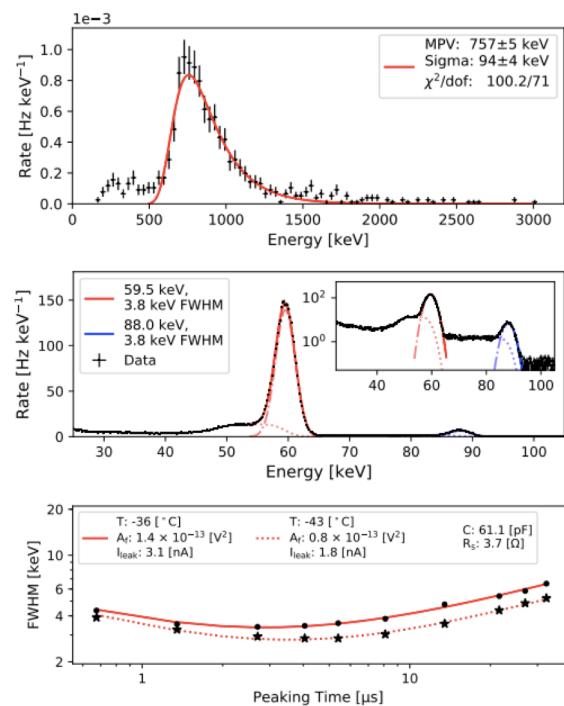 1e−3
MPV: 757±5 keV
Sigma: 94±4 keV
χ²/dof: 100.2/71
Rate [Hz keV⁻¹]
1.0
0.8
0.6
0.4
0.2
0.0
0 500 1000 1500 2000 2500 3000
Energy [keV]
59.5 keV,
3.8 keV FWHM
88.0 keV,
3.8 keV FWHM
Data
Rate [Hz keV⁻¹]
150
100
50
0
10²
10⁰
40 60 80 100
30 40 50 60 70 80 90 100
Energy [keV]
T: -36 [°C]
A_f: 1.4 × 10⁻¹³ [V²]
I_leak: 3.1 [nA]
T: -43 [°C]
A_f: 0.8 × 10⁻¹³ [V²]
I_leak: 1.8 [nA]
C: 61.1 [pF]
R_s: 3.7 [Ω]
FWHM [keV]
20
10
6
4
2
1 10
Peaking Time [μs]